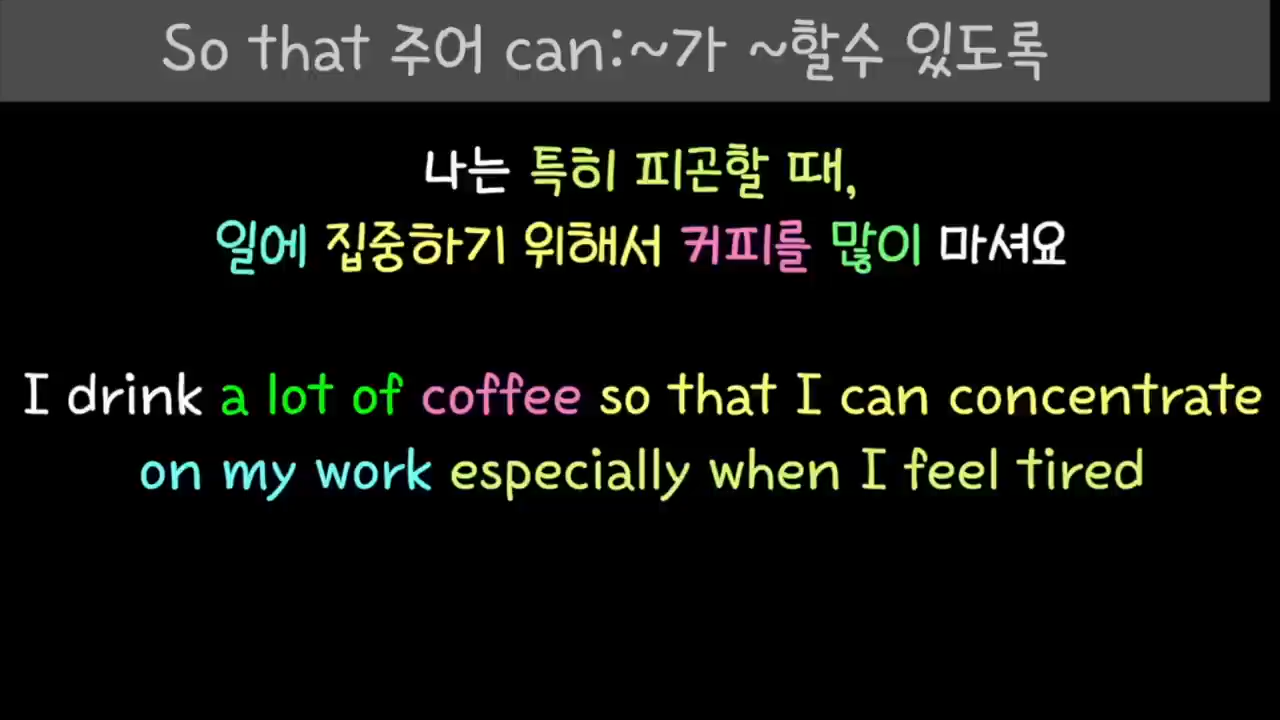 So that 주어 can:~가 ~할수 있도록
나는 특히 피곤할 때,
일에 집중하기 위해서 커피를 많이 마셔요
I drink a lot of coffee so that I can concentrate
on my work especially when I feel tired